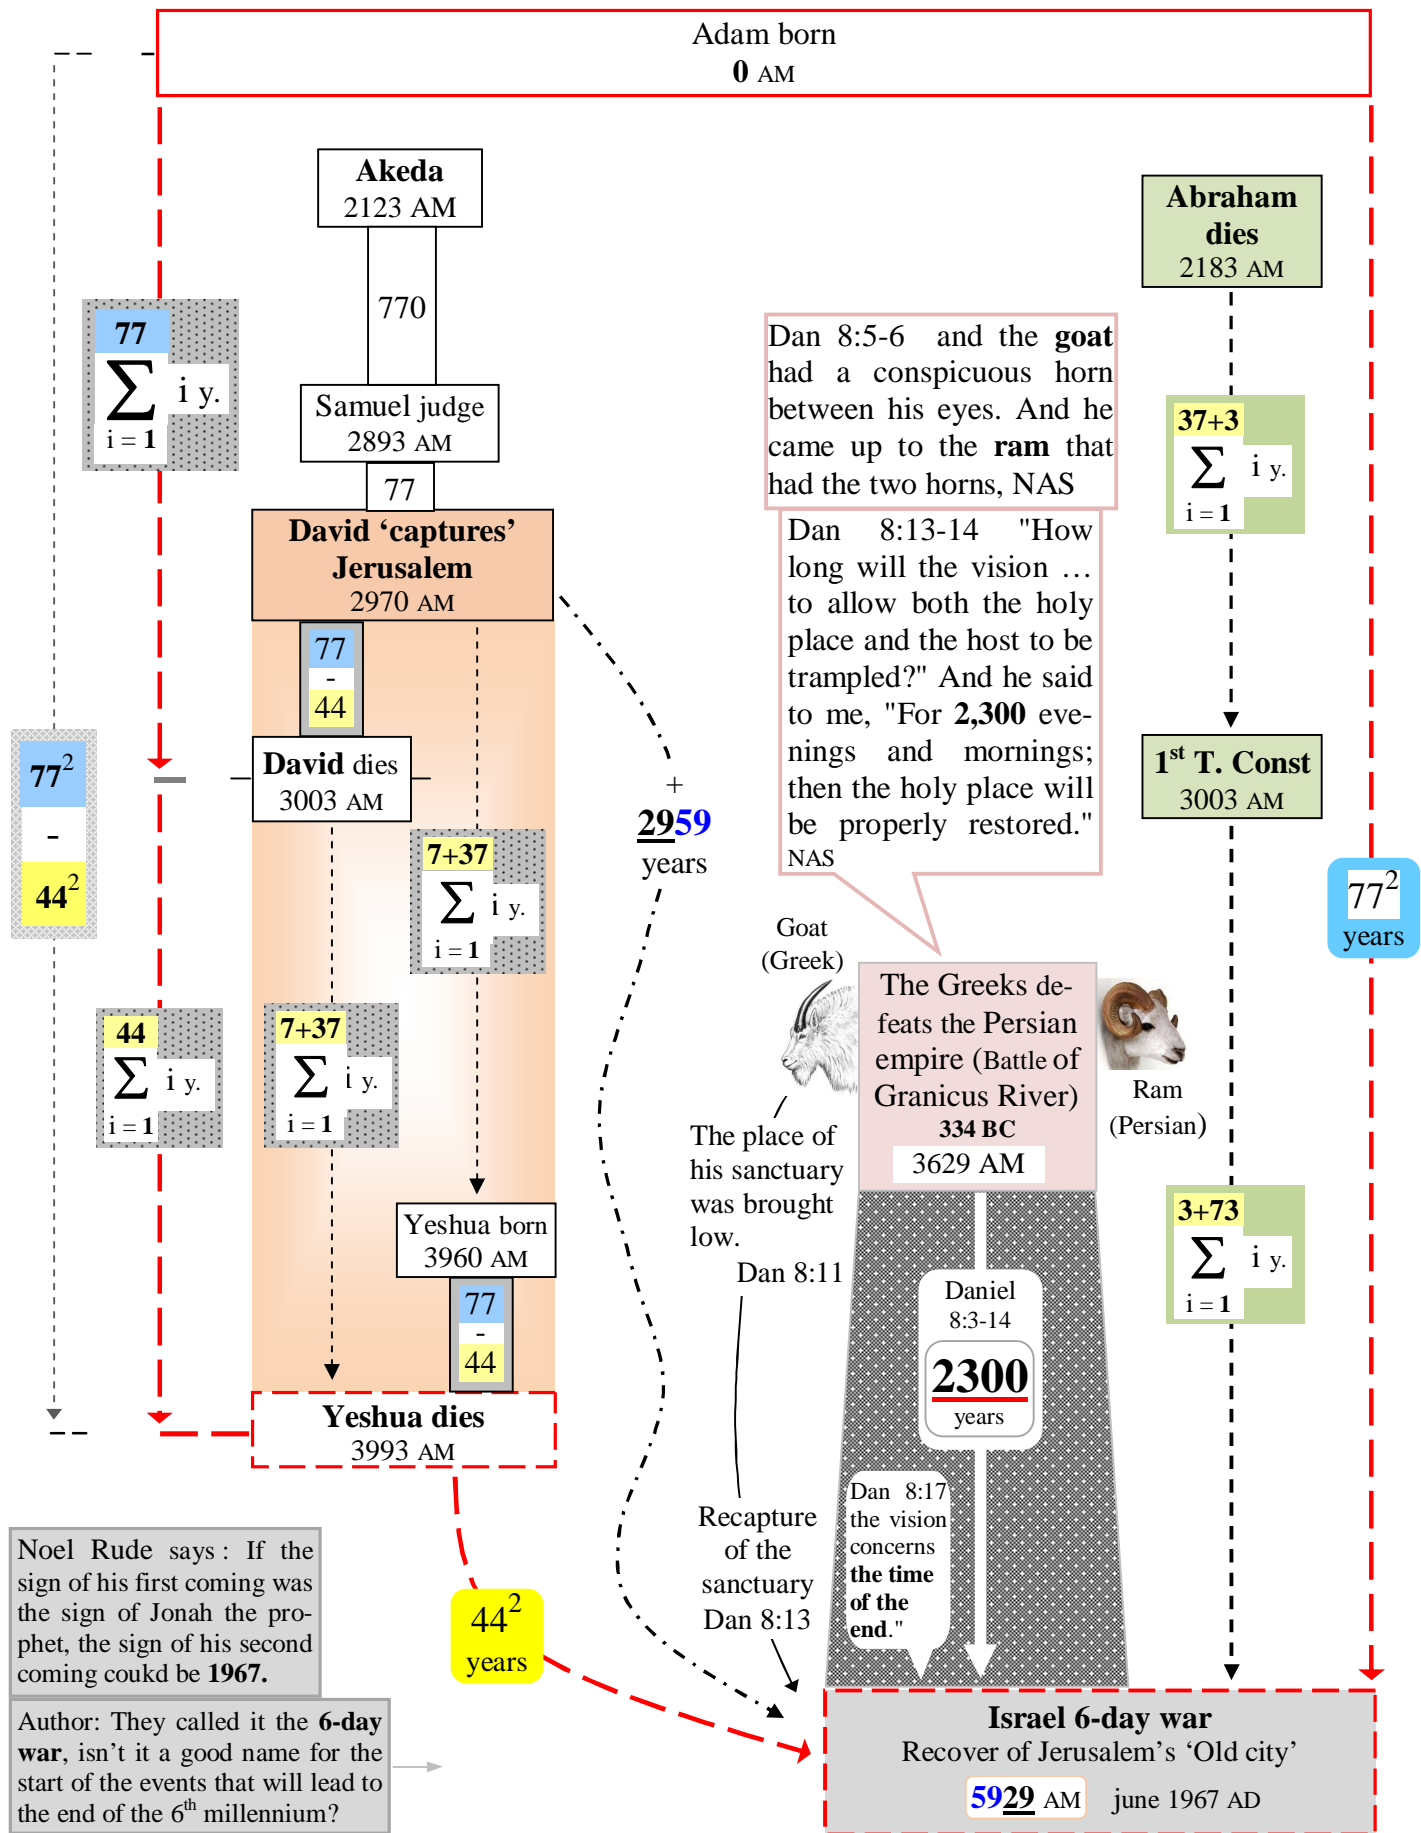 Adam born
0 AM
Akeda
2123 AM
770
Samuel judge
2893 AM
77
David ‘captures’
Jerusalem
2970 AM
77
-
44
David dies
3003 AM
7+37
∑ i y.
i = 1
7+37
∑ i y.
i = 1
Yeshua born
3960 AM
77
-
44
Yeshua dies
3993 AM
77
∑ i y.
i = 1
44
∑ i y.
i = 1
77²
-
44²
+
2959
years
44²
years
Dan 8:5-6 and the goat
had a conspicuous horn
between his eyes. And he
came up to the ram that
had the two horns, NAS
Dan 8:13-14 "How
long will the vision …
to allow both the holy
place and the host to be
trampled?" And he said
to me, "For 2,300 eve-
nings and mornings;
then the holy place will
be properly restored."
NAS
Goat
(Greek)
The Greeks de-
feats the Persian
empire (Battle of
Granicus River)
334 BC
3629 AM
Ram
(Persian)
The place of
his sanctuary
was brought
low.
Dan 8:11
Recapture
of the
sanctuary
Dan 8:13
Daniel
8:3-14
2300
years
Dan 8:17
the vision
concerns
the time
of the
end."
Abraham
dies
2183 AM
37+3
∑ i y.
i = 1
1st T. Const
3003 AM
3+73
∑ i y.
i = 1
77²
years
Noel Rude says : If the
sign of his first coming was
the sign of Jonah the pro-
phet, the sign of his second
coming coukd be 1967.
Author: They called it the 6-day
war, isn’t it a good name for the
start of the events that will lead to
the end of the 6th millennium?
Israel 6-day war
Recover of Jerusalem’s ‘Old city’
5929 AM june 1967 AD